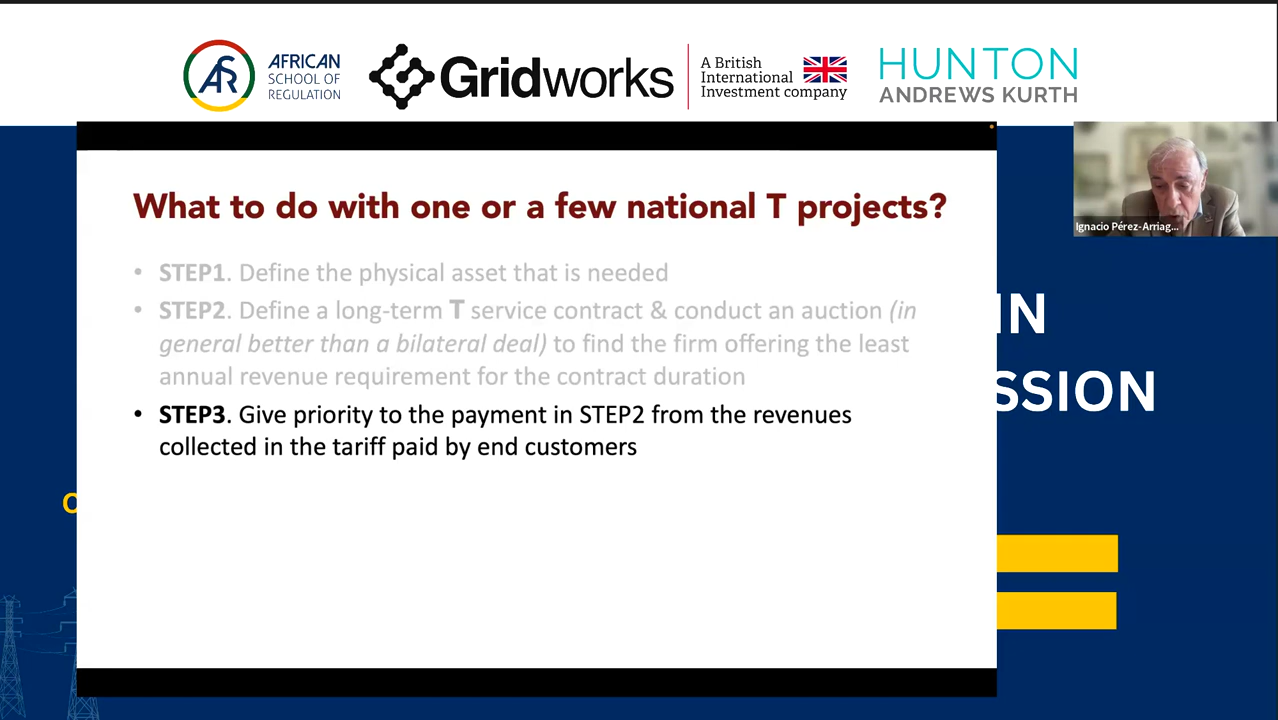 AFRICAN
SCHOOL OF
REGULATION
Gridworks
A British
International
Investment company
HUNTON
ANDREWS KURTH
What to do with one or a few national T projects?
• STEP1. Define the physical asset that is needed
• STEP2. Define a long-term T service contract & conduct an auction (in
general better than a bilateral deal) to find the firm offering the least
annual revenue requirement for the contract duration
• STEP3. Give priority to the payment in STEP2 from the revenues
collected in the tariff paid by end customers
Ignacio Pérez-Arriag...
IN
SSION